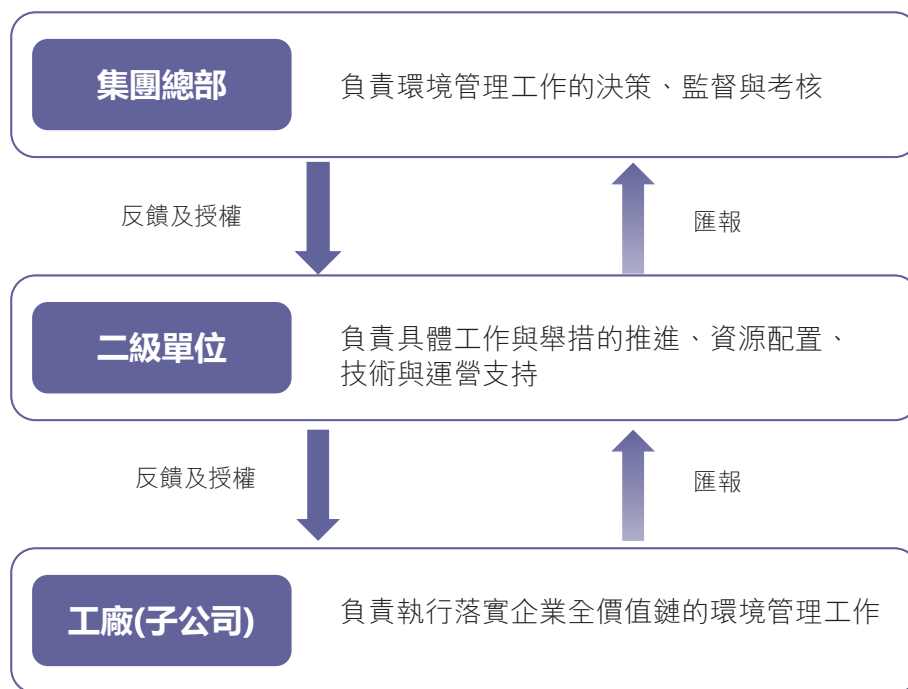 集團總部
負責環境管理工作的決策、監督與考核
反饋及授權
匯報
二級單位
負責具體工作與舉措的推進、資源配置、
技術與運營支持
反饋及授權
匯報
工廠(子公司)
負責執行落實企業全價值鏈的環境管理工作